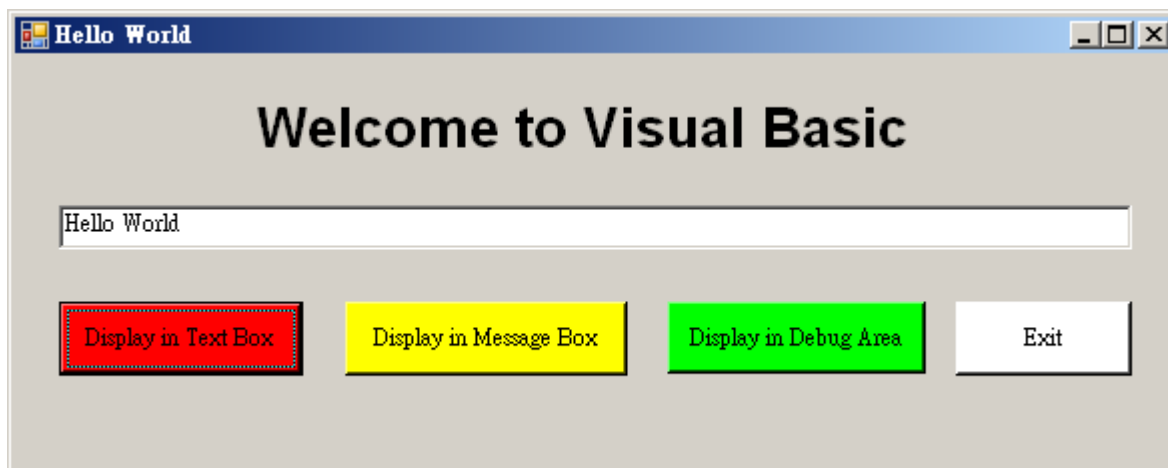 Hello World
Welcome to Visual Basic
Hello World
Display in Text Box
Display in Message Box
Display in Debug Area
Exit